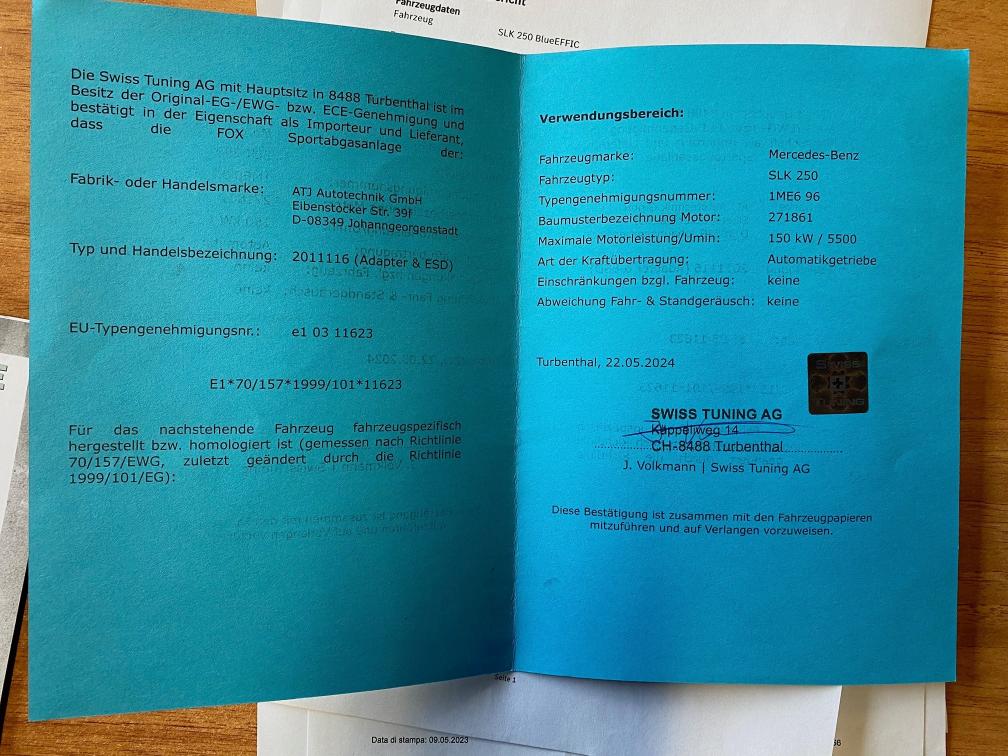 Fahrzeugdaten
Fahrzeug
SLK 250 BlueEFFIC
Die Swiss Tuning AG mit Hauptsitz in 8488 Turbenthal ist im
Besitz der Original-EG-/EWG- bzw. ECE-Genehmigung und
bestätigt in der Eigenschaft als Importeur und Lieferant,
dass die FOX Sportabgasanlage der:
Fabrik- oder Handelsmarke: ATJ Autotechnik GmbH
Eibenstocker Str. 39f
D-08349 Johanngeorgenstadt
Typ und Handelsbezeichnung: 2011116 (Adapter & ESD)
EU-Typengenehmigungsnr.: e1 03 11623
E1*70/157*1999/101*11623
Für das nachstehende Fahrzeug fahrzeugspezifisch
hergestellt bzw. homologiert ist (gemessen nach Richtlinie
70/157/EWG, zuletzt geändert durch die Richtlinie
1999/101/EG):
Verwendungsbereich:
Fahrzeugmarke: Mercedes-Benz
Fahrzeugtyp: SLK 250
Typengenehmigungsnummer: 1ME6 96
Baumusterbezeichnung Motor: 271861
Maximale Motorleistung/Umin: 150 kW / 5500
Art der Kraftübertragung: Automatikgetriebe
Einschränkungen bzgl. Fahrzeug: keine
Abweichung Fahr- & Standgeräusch: keine
Turbenthal, 22.05.2024
Swiss
TUNING
SWISS TUNING AG
Kappeliweg 14
CH-8488 Turbenthal
J. Volkmann | Swiss Tuning AG
Diese Bestätigung ist zusammen mit den Fahrzeugpapieren
mitzuführen und auf Verlangen vorzuweisen.
Seite 1
Data di stampa: 09.05.2023